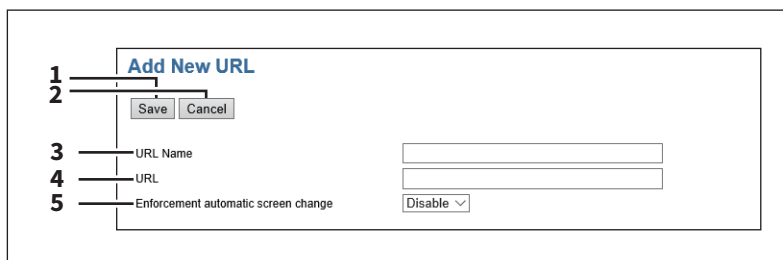 Add New URL
1
2
Save Cancel
3 URL Name
4 URL
5 Enforcement automatic screen change Disable